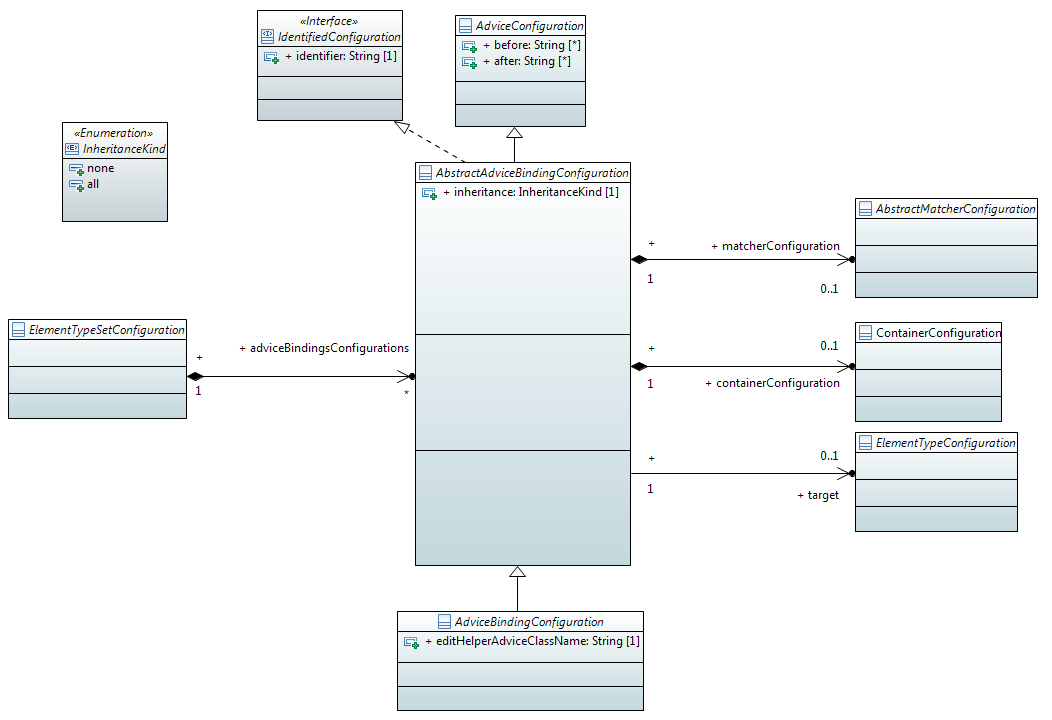 «Interface»
IdentifiedConfiguration
+ identifier: String [1]
AdviceConfiguration
+ before: String [*]
+ after: String [*]
«Enumeration»
InheritanceKind
none
all
AbstractAdviceBindingConfiguration
+ inheritance: InheritanceKind [1]
AbstractMatcherConfiguration
+
+ matcherConfiguration
1
0..1
ElementTypeSetConfiguration
+
+ adviceBindingsConfigurations
1
*
ContainerConfiguration
+
0..1
1
+ containerConfiguration
ElementTypeConfiguration
+
0..1
1
+ target
AdviceBindingConfiguration
+ editHelperAdviceClassName: String [1]